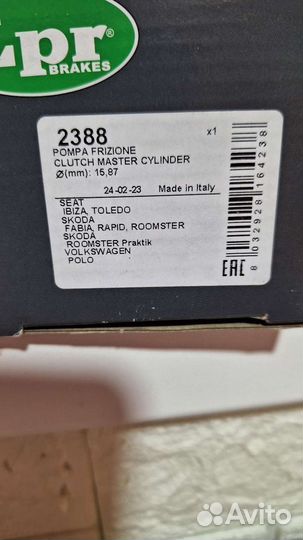 Lpr
BRAKES
2388 x1
POMPA FRIZIONE
CLUTCH MASTER CYLINDER
Ø(mm): 15,87
24-02-23 Made in Italy
SEAT
IBIZA, TOLEDO
SKODA
FABIA, RAPID, ROOMSTER
SKODA
ROOMSTER Praktik
VOLKSWAGEN
POLO
EAC
8 032928 164238
Avito